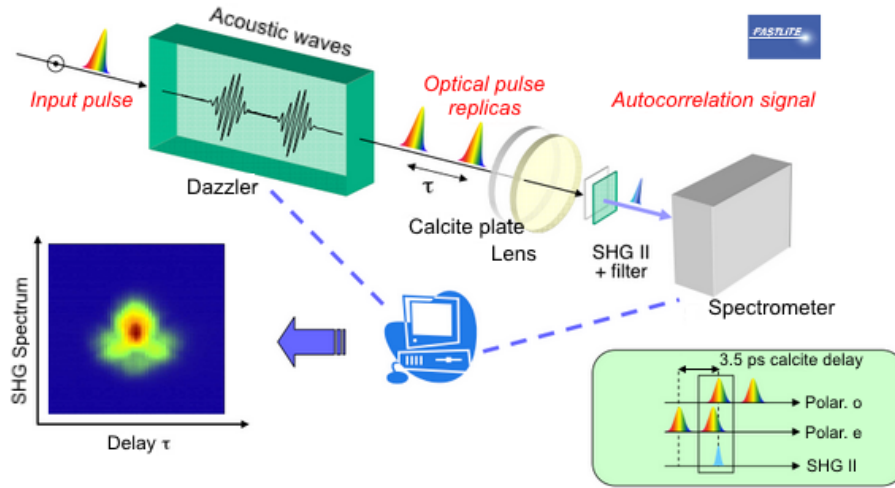 Acoustic waves
FASTLITE
Input pulse
Optical pulse
replicas
Autocorrelation signal
Dazzler
τ
Calcite plate
Lens
SHG II
+ filter
Spectrometer
SHG Spectrum
Delay τ
3.5 ps calcite delay
Polar. o
Polar. e
SHG II